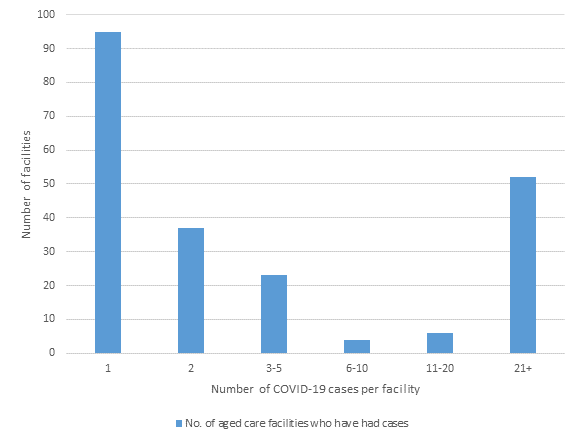 100
90
80
70
60
50
40
30
20
10
0
Number of facilities
1 2 3-5 6-10 11-20 21+
Number of COVID-19 cases per facility
No. of aged care facilities who have had cases